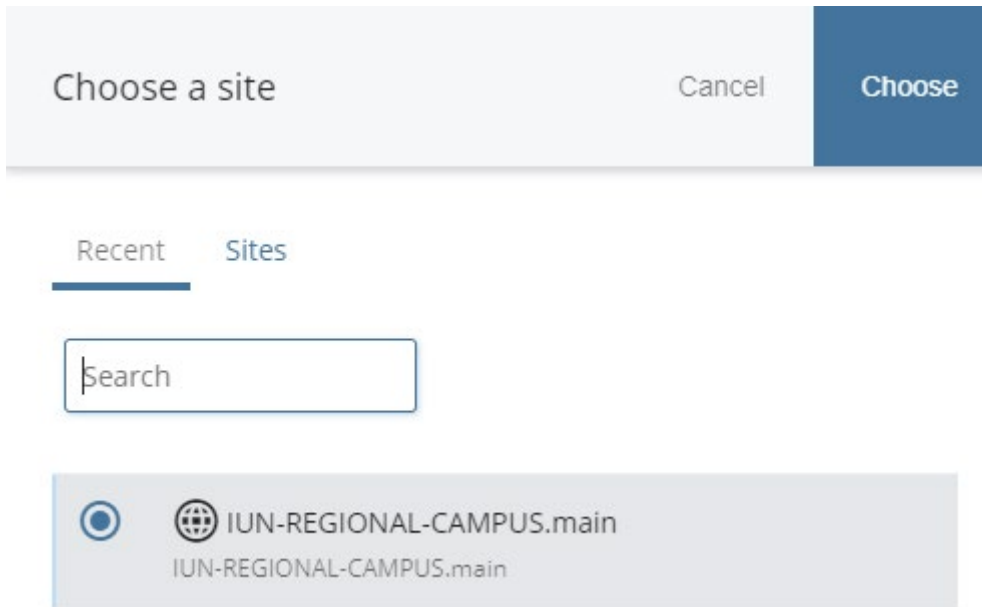 Choose a site Cancel Choose
Recent Sites
Search
IUN-REGIONAL-CAMPUS.main
IUN-REGIONAL-CAMPUS.main